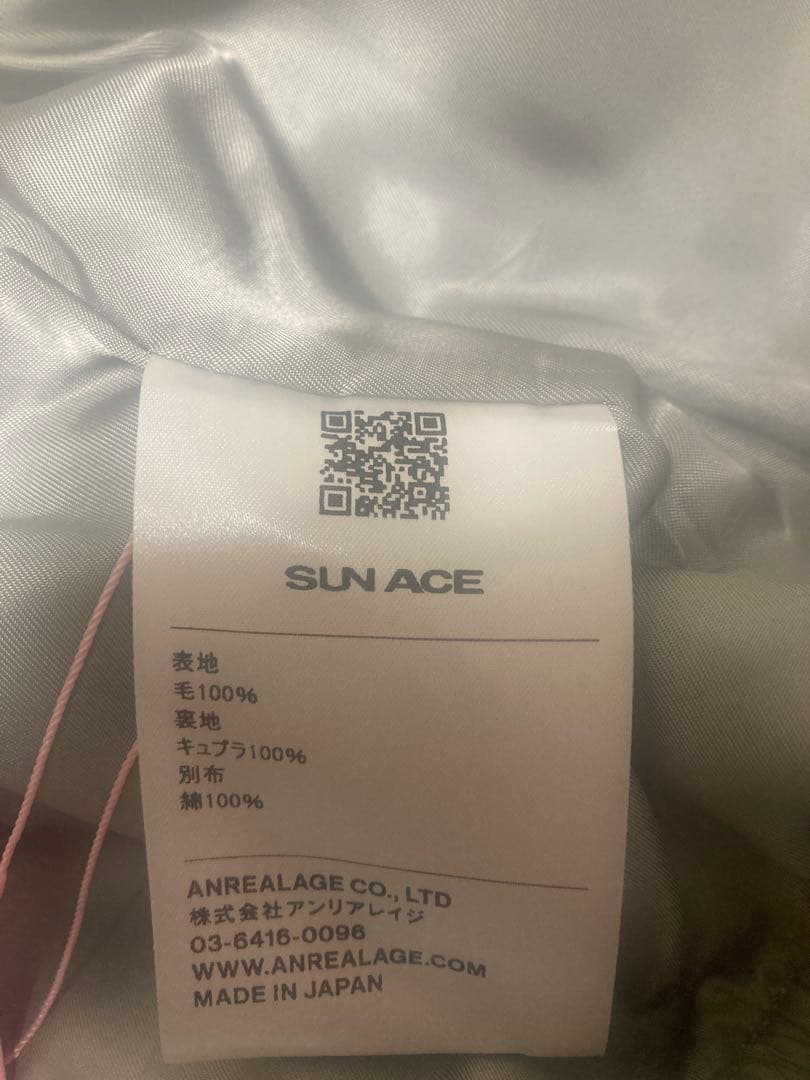 SUN ACE
表地
毛100%
裏地
キュプラ100%
別布
綿100%
ANREALAGE CO., LTD
株式会社アンリアレイジ
03-6416-0096
WWW.ANREALAGE.COM
MADE IN JAPAN